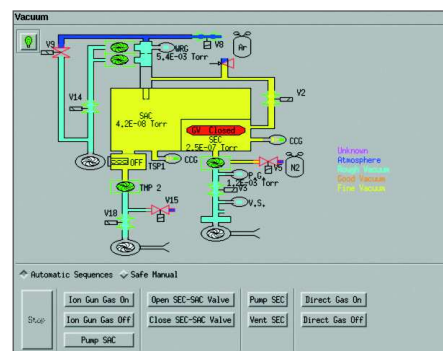 Vacuum
V9
V8
WRG
5.4E-03 Torr
Ar
V14
V2
SAC
4.2E-08 Torr
GV Closed
SEC
2.5E-07 Torr
CCG
OFF
TSP1
CCG
V5
N2
P.G.
1.2E-03 Torr
V3
TMP 2
V15
V.S.
V18
Unknown
Atmosphere
Rough Vacuum
Good Vacuum
Fine Vacuum
Automatic Sequences Safe Manual
Stop
Ion Gun Gas On Open SEC-SAC Valve Pump SEC Direct Gas On
Ion Gun Gas Off Close SEC-SAC Valve Vent SEC Direct Gas Off
Pump SAC